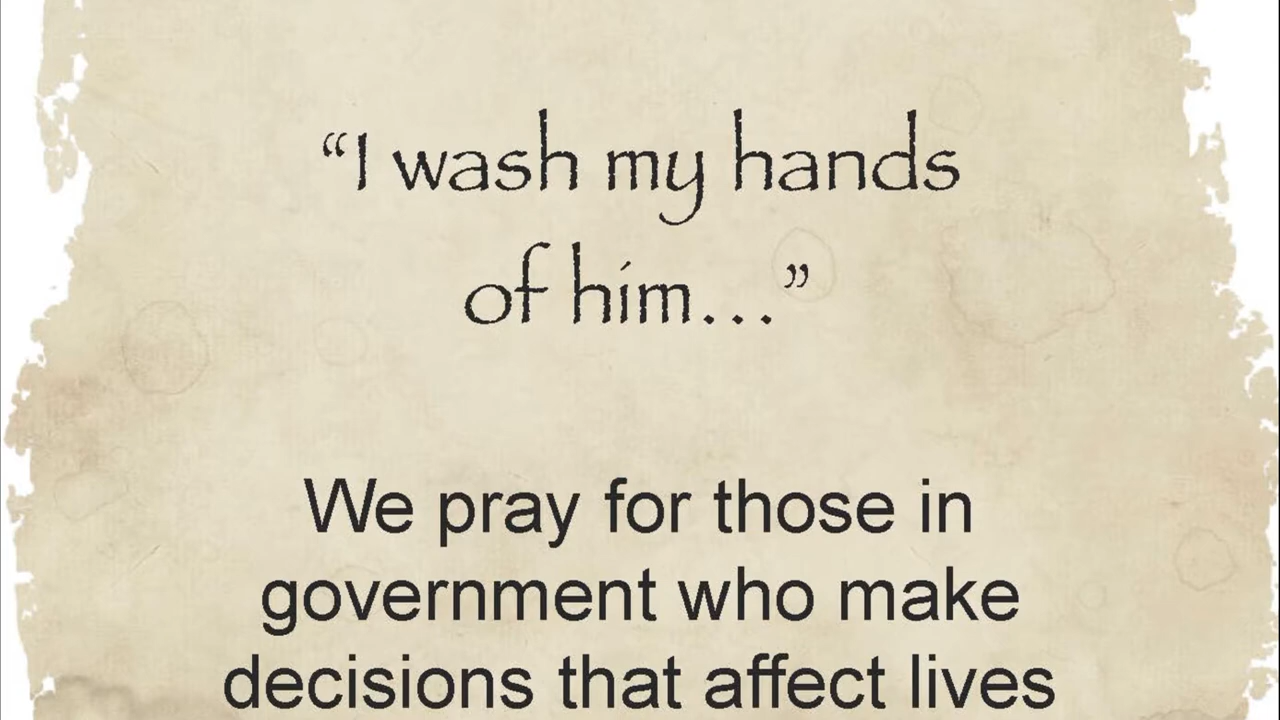 “I wash my hands
of him...”
We pray for those in
government who make
decisions that affect lives